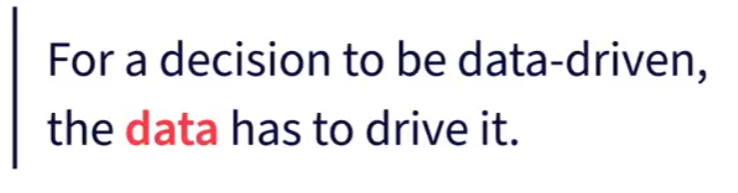 For a decision to be data-driven,
the data has to drive it.